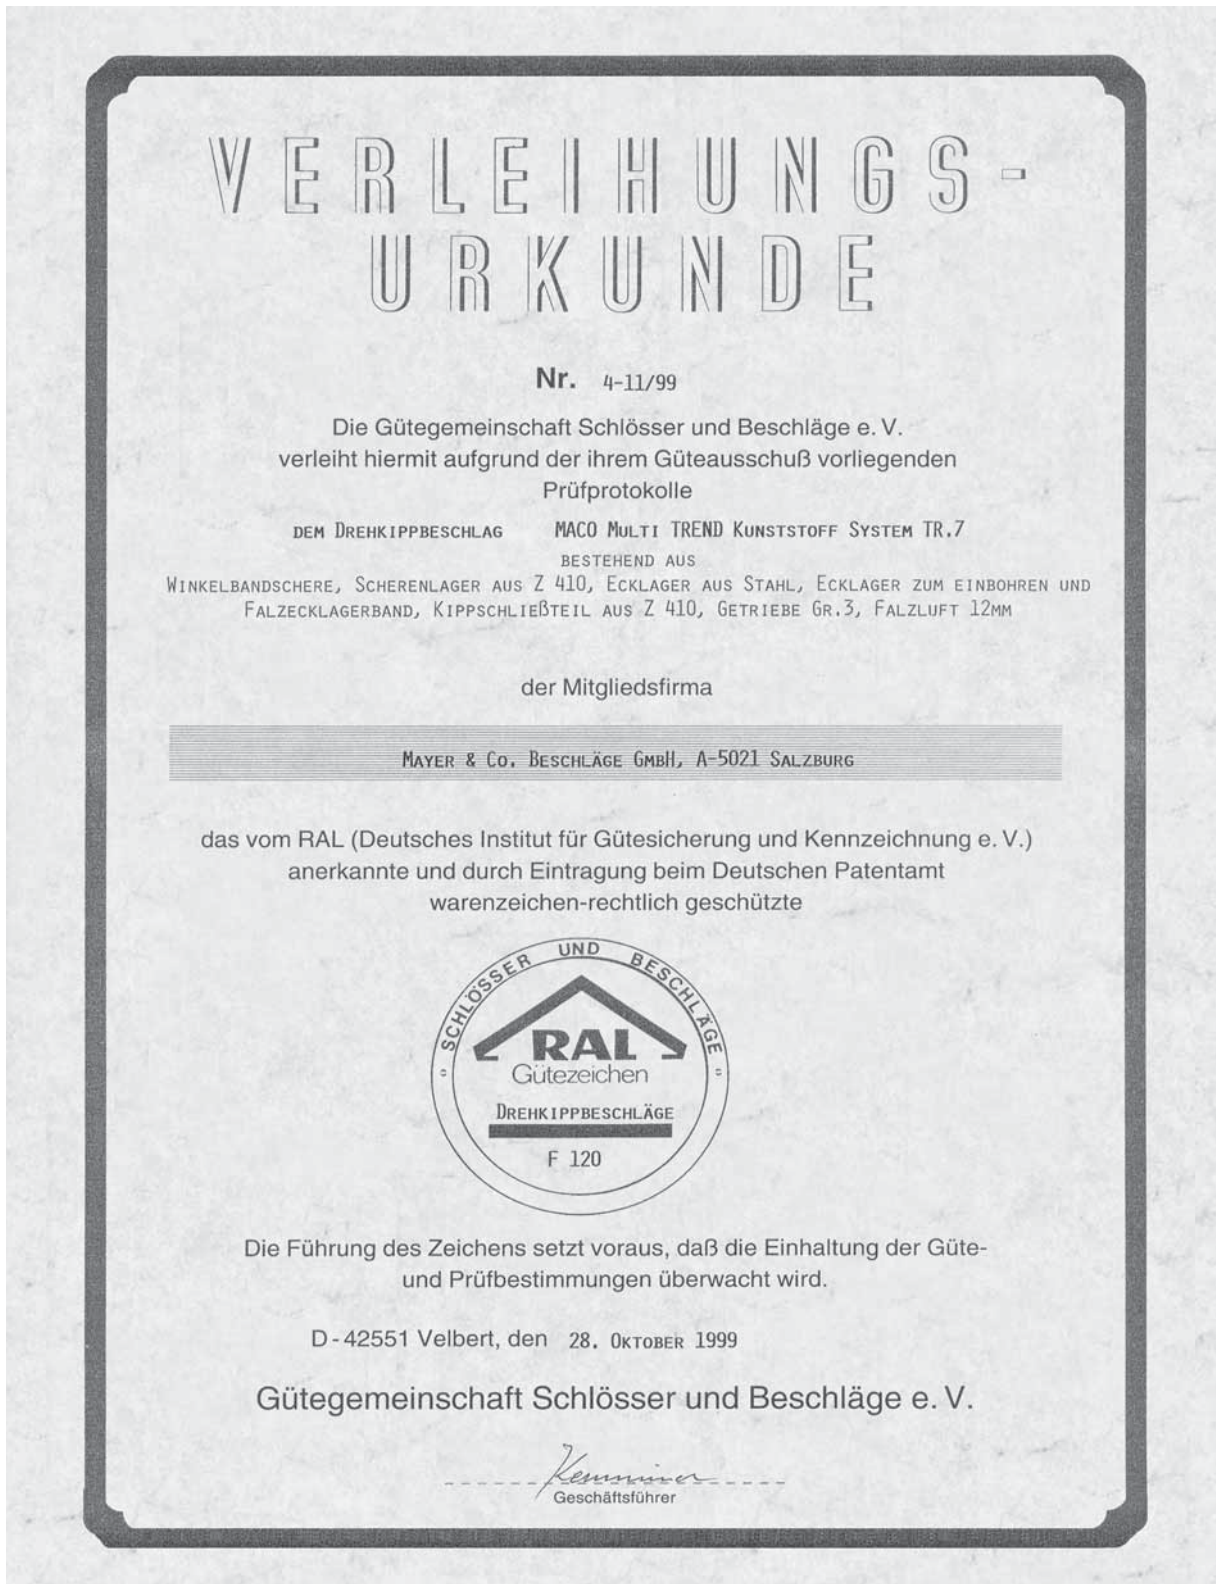 VERLEIHUNGS-
URKUNDE
Nr. 4-11/99
Die Gütegemeinschaft Schlösser und Beschläge e. V.
verleiht hiermit aufgrund der ihrem Güteausschuß vorliegenden
Prüfprotokolle
DEM DREHKIPPBESCHLAG MACO MULTI TREND KUNSTSTOFF SYSTEM TR.7
BESTEHEND AUS
WINKELBANDSCHERE, SCHERENLAGER AUS Z 410, ECKLAGER AUS STAHL, ECKLAGER ZUM EINBOHREN UND
FALZECKLAGERBAND, KIPPSCHLIEßTEIL AUS Z 410, GETRIEBE GR.3, FALZLUFT 12MM
der Mitgliedsfirma
MAYER & CO. BESCHLÄGE GMBH, A-5021 SALZBURG
das vom RAL (Deutsches Institut für Gütesicherung und Kennzeichnung e. V.)
anerkannte und durch Eintragung beim Deutschen Patentamt
warenzeichen-rechtlich geschützte
SCHLÖSSER UND BESCHLÄGE
RAL
Gütezeichen
DREHKIPPBESCHLÄGE
F 120
Die Führung des Zeichens setzt voraus, daß die Einhaltung der Güte-
und Prüfbestimmungen überwacht wird.
D-42551 Velbert, den 28. OKTOBER 1999
Gütegemeinschaft Schlösser und Beschläge e. V.
Geschäftsführer